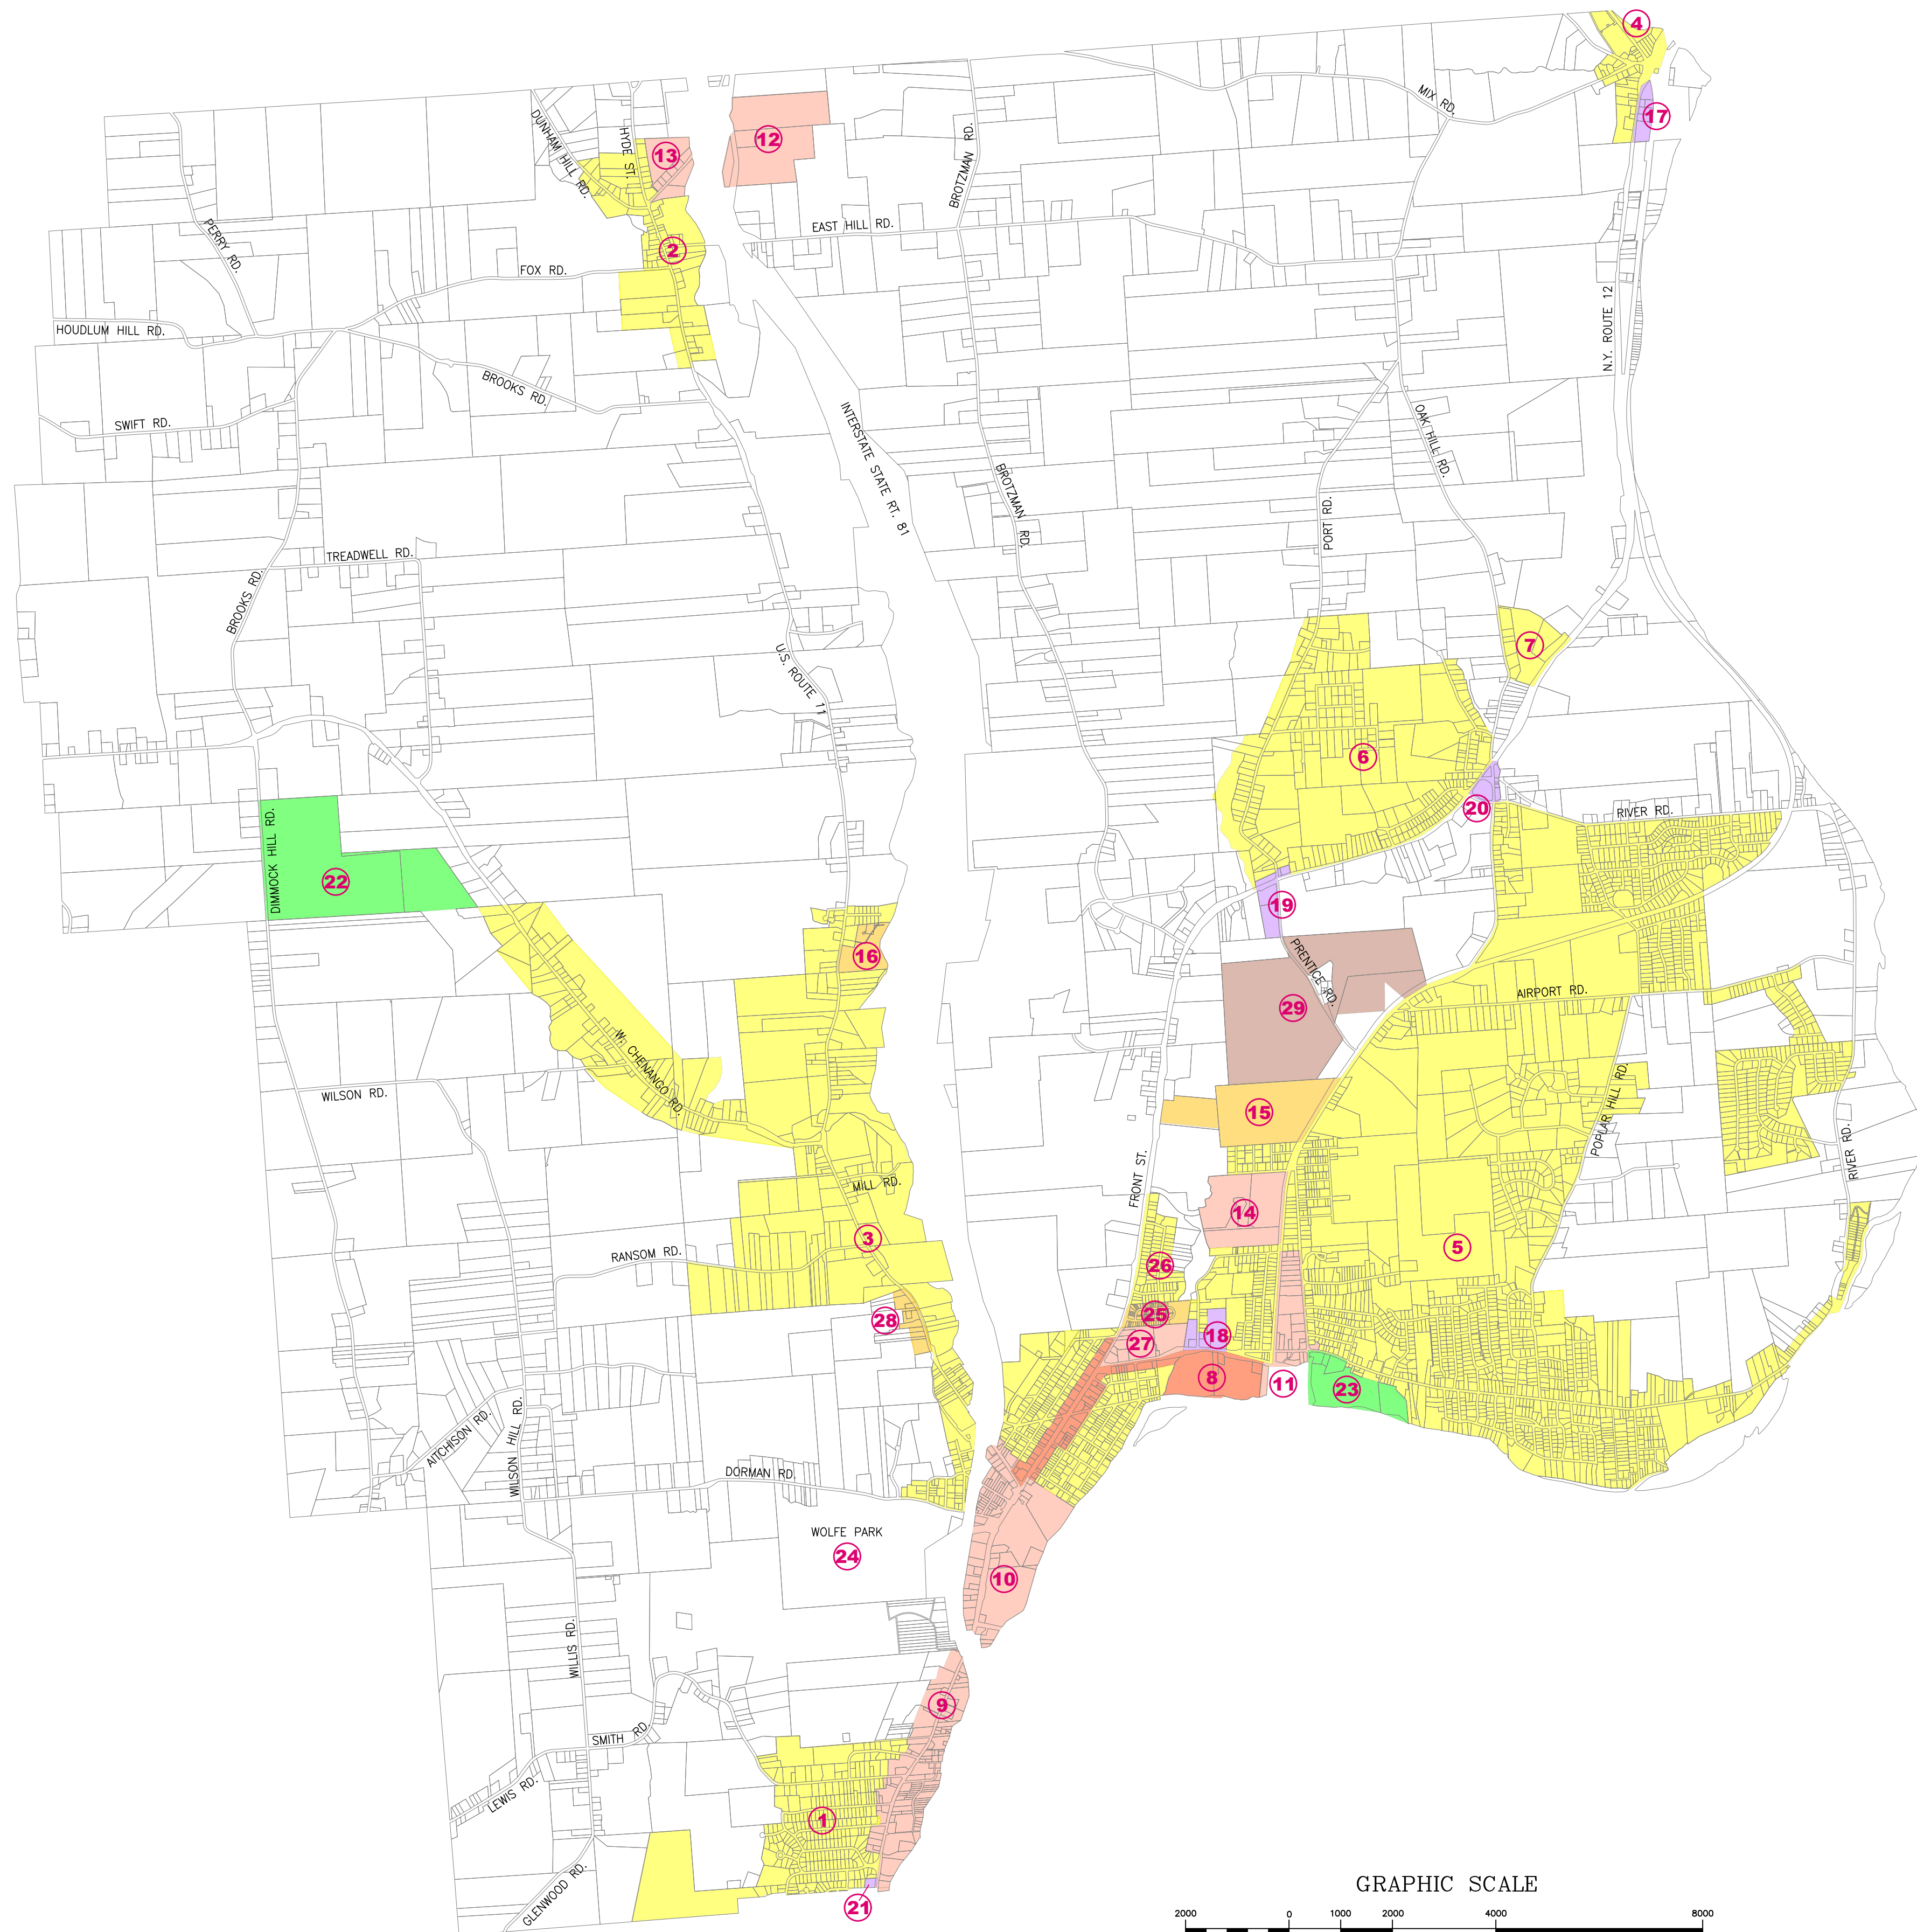 4
MIX RD.
17
DUNHAM HILL RD.
HYDE ST.
13
12
BROTZMAN RD.
PERRY RD.
2
EAST HILL RD.
FOX RD.
HOUDLUM HILL RD.
N.Y. ROUTE 12
BROOKS RD.
SWIFT RD.
INTERSTATE STATE RT. 81
OAK HILL RD.
BROTZMAN RD.
PORT RD.
TREADWELL RD.
BROOKS RD.
U.S. ROUTE 11
7
6
20
RIVER RD.
DIMMOCK HILL RD.
22
19
16
PRENTICE RD.
AIRPORT RD.
29
W. CHENANGO RD.
WILSON RD.
15
POPLAR HILL RD.
RIVER RD.
FRONT ST.
MILL RD.
14
3
5
RANSOM RD.
26
28
25
18
27
8
11
23
AITCHISON RD.
WILSON HILL RD.
DORMAN RD.
WOLFE PARK
24
10
WILLIS RD.
9
SMITH RD.
LEWIS RD.
1
GLENWOOD RD.
21
GRAPHIC SCALE
2000 0 1000 2000 4000 8000